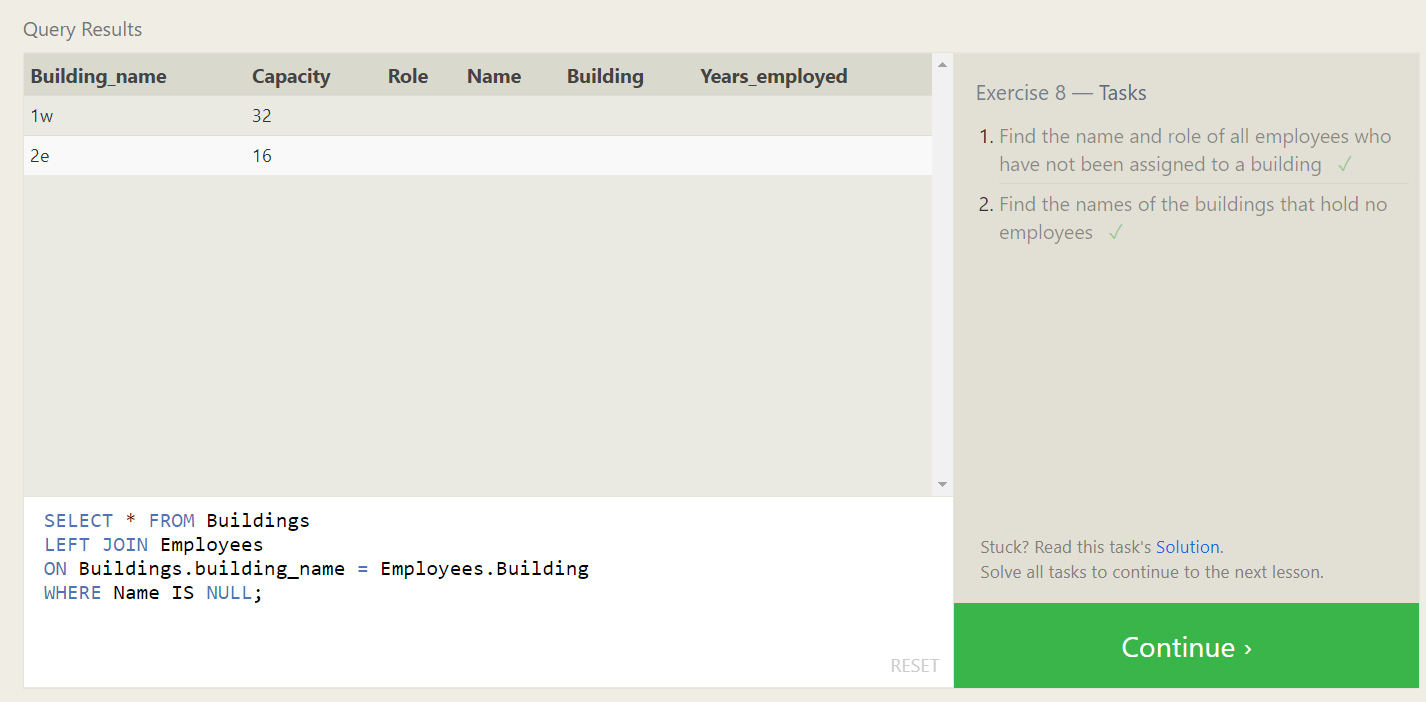 Query Results
Building_name Capacity Role Name Building Years_employed
1w 32
2e 16
SELECT * FROM Buildings
LEFT JOIN Employees
ON Buildings.building_name = Employees.Building
WHERE Name IS NULL;
RESET
Exercise 8 — Tasks
1. Find the name and role of all employees who
have not been assigned to a building ✓
2. Find the names of the buildings that hold no
employees ✓
Stuck? Read this task's Solution.
Solve all tasks to continue to the next lesson.
Continue ›